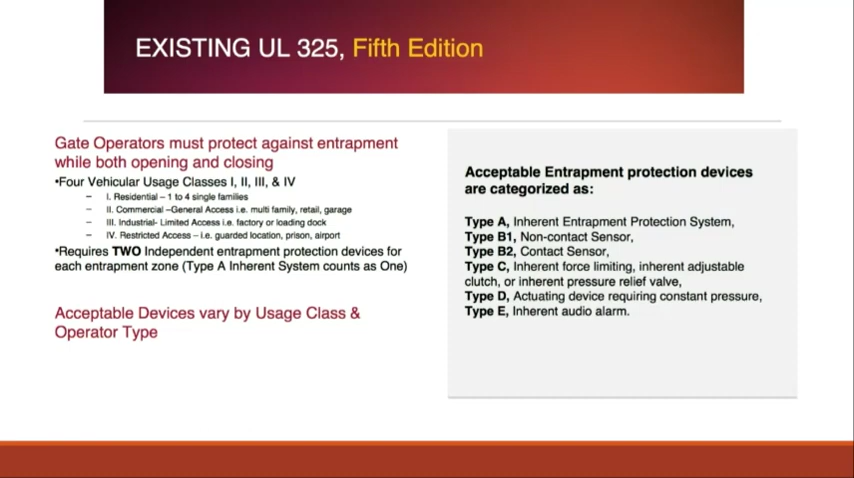 EXISTING UL 325, Fifth Edition
Gate Operators must protect against entrapment
while both opening and closing
•Four Vehicular Usage Classes I, II, III, & IV
– I. Residential – 1 to 4 single families
– II. Commercial –General Access i.e. multi family, retail, garage
– III. Industrial- Limited Access i.e. factory or loading dock
– IV. Restricted Access – i.e. guarded location, prison, airport
•Requires TWO Independent entrapment protection devices for
each entrapment zone (Type A Inherent System counts as One)
Acceptable Devices vary by Usage Class &
Operator Type
Acceptable Entrapment protection devices
are categorized as:
Type A, Inherent Entrapment Protection System,
Type B1, Non-contact Sensor,
Type B2, Contact Sensor,
Type C, Inherent force limiting, inherent adjustable
clutch, or inherent pressure relief valve,
Type D, Actuating device requiring constant pressure,
Type E, Inherent audio alarm.